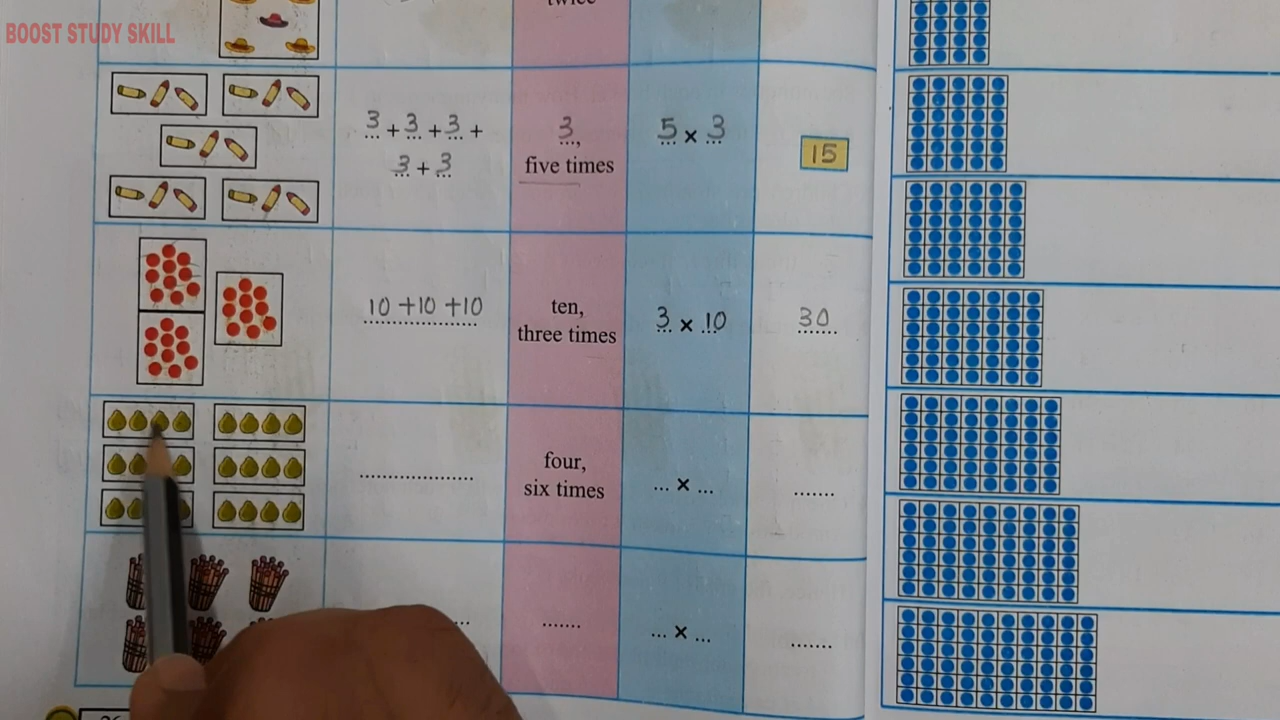 BOOST STUDY SKILL
twice
3 + 3 + 3 +
3 + 3
3,
five times
5 × 3
15
10 + 10 + 10
ten,
three times
3 × 10
30
....................
four,
six times
... × ...
.......
.......
... × ...
.......